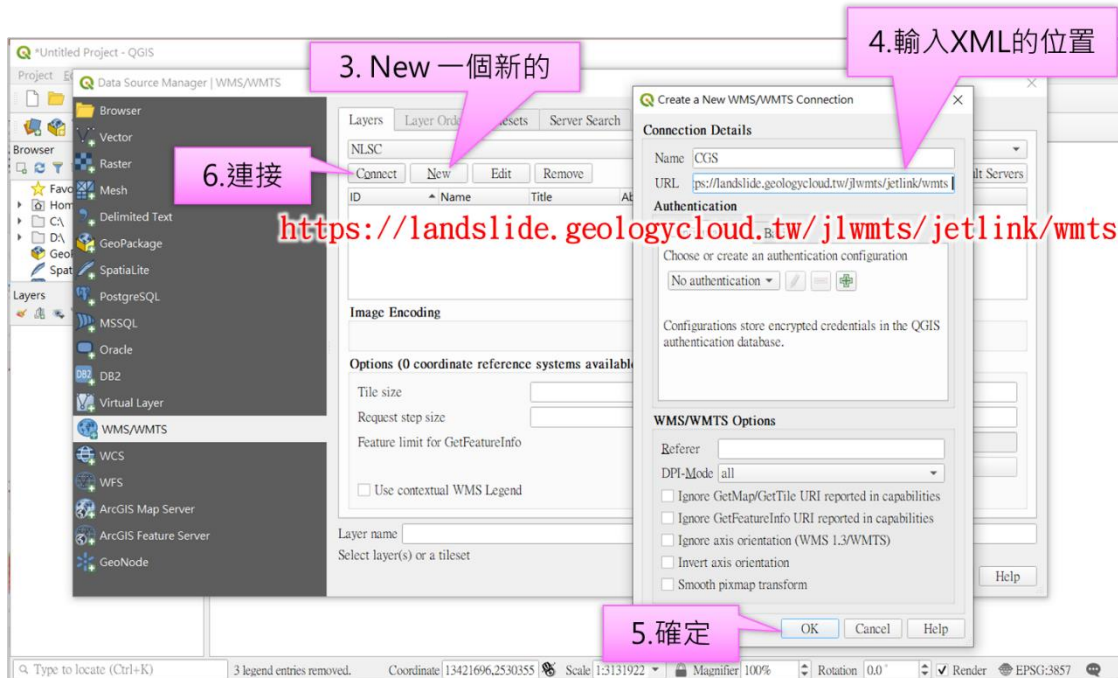 4.輸入XML的位置
3. New 一個新的
*Untitled Project - QGIS
Project
Data Source Manager | WMS/WMTS
Create a New WMS/WMTS Connection
Browser
Layers
Server Search
Connection Details
Vector
NLSC
Name CGS
Browser
Raster
6.連接
Connect New Edit Remove
URL ps://landslide.geologycloud.tw/jlwmts/jetlink/wmts
Mesh
ID Name Title
Authentication
C:\
Delimited Text
https://landslide.geologycloud.tw/jlwmts/jetlink/wmts
D:\
GeoPackage
Choose or create an authentication configuration
SpatiaLite
No authentication
Layers
PostgreSQL
Image Encoding
MSSQL
Configurations store encrypted credentials in the QGIS
authentication database.
Oracle
Options (0 coordinate reference systems
DB2 DB2
Tile size
Virtual Layer
Request step size
WMS/WMTS Options
WMS/WMTS
Feature limit for GetFeatureInfo
Referer
WCS
DPI-Mode all
WFS
Use contextual WMS Legend
Ignore GetMap/GetTile URI reported in capabilities
ArcGIS Map Server
Ignore GetFeatureInfo URI reported in capabilities
ArcGIS Feature Server
Layer name
Ignore axis orientation (WMS 1.3/WMTS)
Select layer(s) or a tileset
Invert axis orientation
GeoNode
Smooth pixmap transform
Help
5.確定
OK Cancel Help
Type to locate (Ctrl+K) 3 legend entries removed. Coordinate 13421696,2530355 Scale 1:3131922 Magnifier 100% Rotation 0.0° Render EPSG:3857